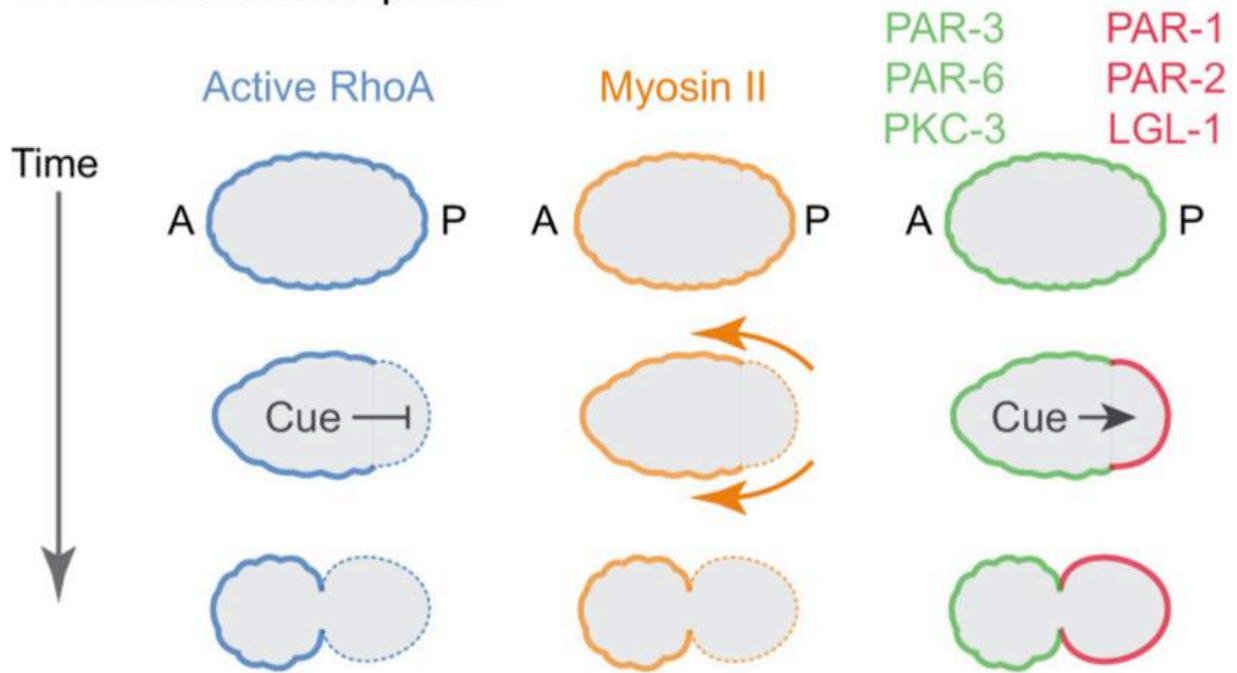 PAR-3 PAR-1
Active RhoA Myosin II PAR-6 PAR-2
PKC-3 LGL-1
Time
A P A P A P
Cue Cue